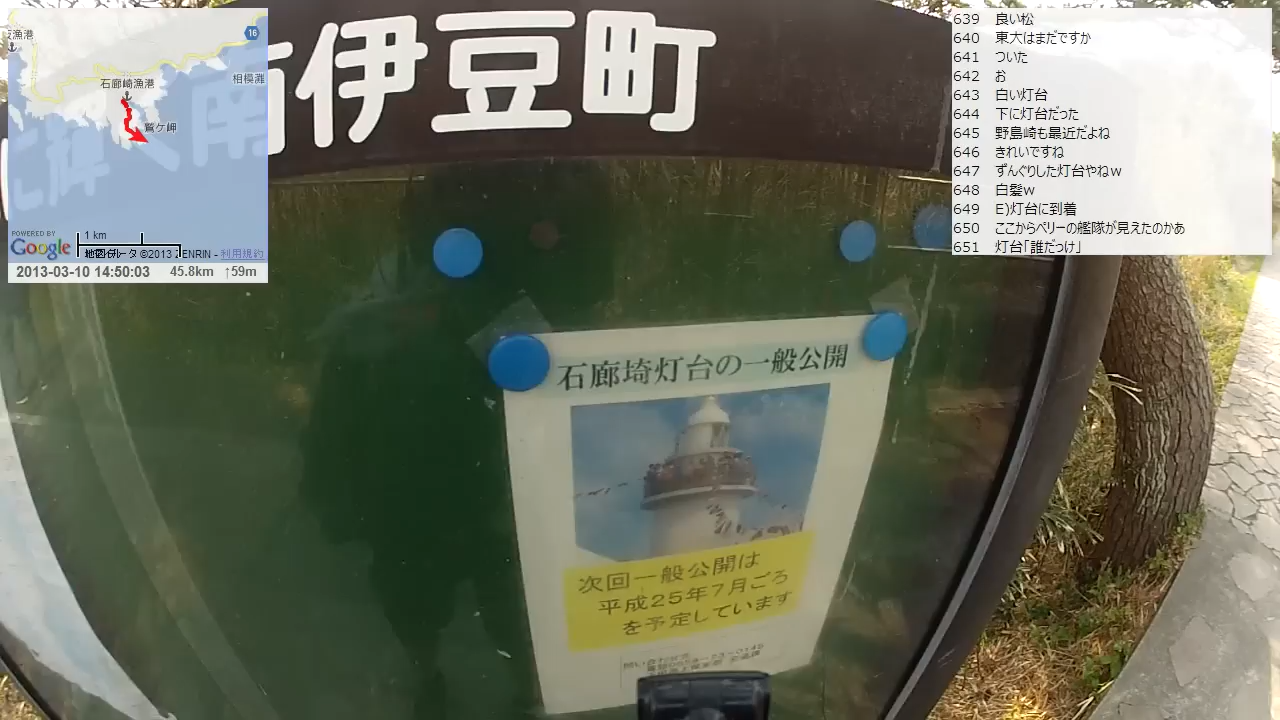 南伊豆町
石廊埼灯台の一般公開
次回一般公開は
平成25年7月ごろ
を予定しています
16
石廊崎漁港
相模灘
鷲ケ岬
POWERED BY
Google
1 km
©2013 ZENRIN - 利用規約
2013-03-10 14:50:03 45.8km ↑59m
639 良い松
640 東大はまだですか
641 ついた
642 お
643 白い灯台
644 下に灯台だった
645 野島崎も最近だよね
646 きれいですね
647 ずんぐりした灯台やねｗ
648 白髪ｗ
649 E)灯台に到着
650 ここからペリーの艦隊が見えたのかあ
651 灯台｢誰だっけ｣